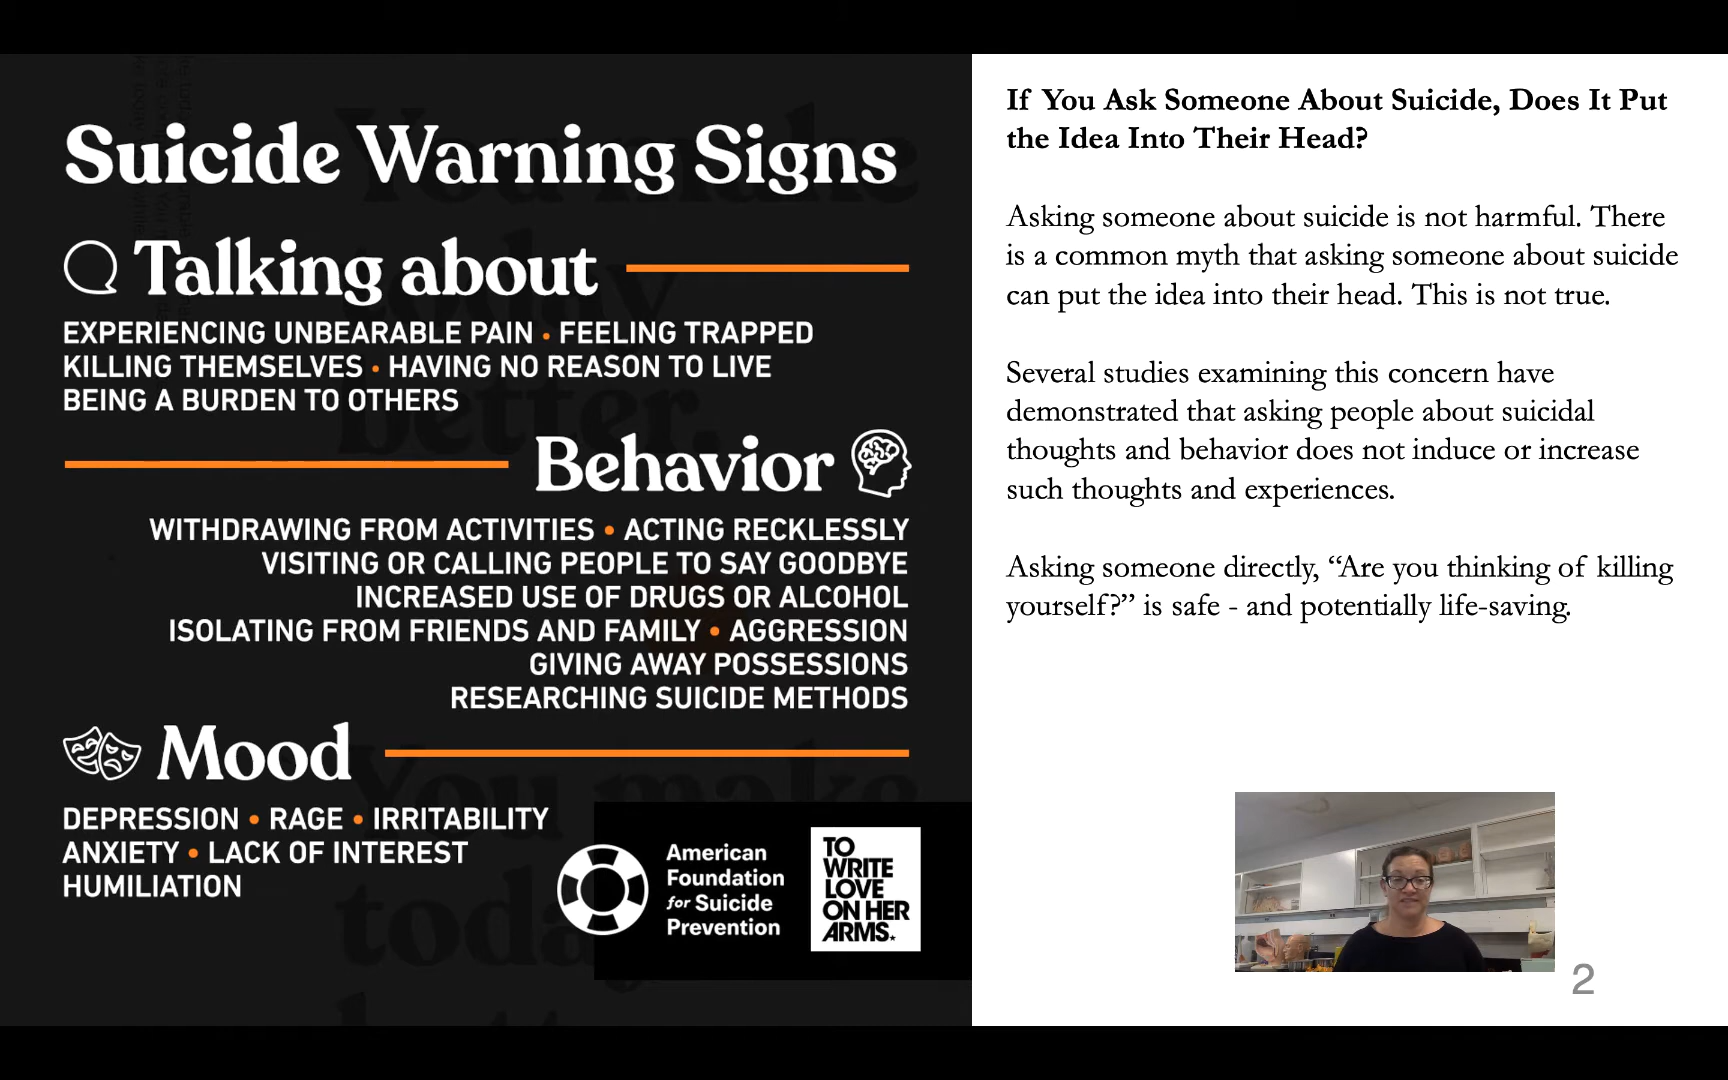 Suicide Warning Signs
Talking about
EXPERIENCING UNBEARABLE PAIN • FEELING TRAPPED
KILLING THEMSELVES • HAVING NO REASON TO LIVE
BEING A BURDEN TO OTHERS
Behavior
WITHDRAWING FROM ACTIVITIES • ACTING RECKLESSLY
VISITING OR CALLING PEOPLE TO SAY GOODBYE
INCREASED USE OF DRUGS OR ALCOHOL
ISOLATING FROM FRIENDS AND FAMILY • AGGRESSION
GIVING AWAY POSSESSIONS
RESEARCHING SUICIDE METHODS
Mood
DEPRESSION • RAGE • IRRITABILITY
ANXIETY • LACK OF INTEREST
HUMILIATION
American
Foundation
for Suicide
Prevention
TO
WRITE
LOVE
ON HER
ARMS.
You make
today
better.
You make
today
If You Ask Someone About Suicide, Does It Put
the Idea Into Their Head?
Asking someone about suicide is not harmful. There
is a common myth that asking someone about suicide
can put the idea into their head. This is not true.
Several studies examining this concern have
demonstrated that asking people about suicidal
thoughts and behavior does not induce or increase
such thoughts and experiences.
Asking someone directly, “Are you thinking of killing
yourself?” is safe - and potentially life-saving.
2